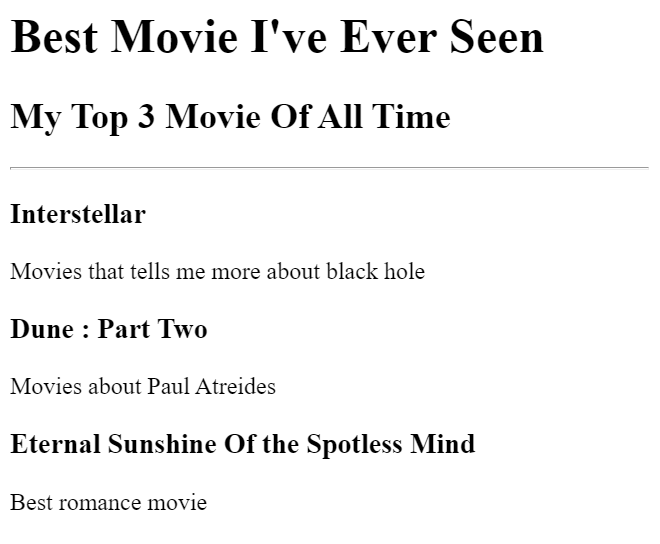 Best Movie I've Ever Seen
My Top 3 Movie Of All Time
Interstellar
Movies that tells me more about black hole
Dune : Part Two
Movies about Paul Atreides
Eternal Sunshine Of the Spotless Mind
Best romance movie